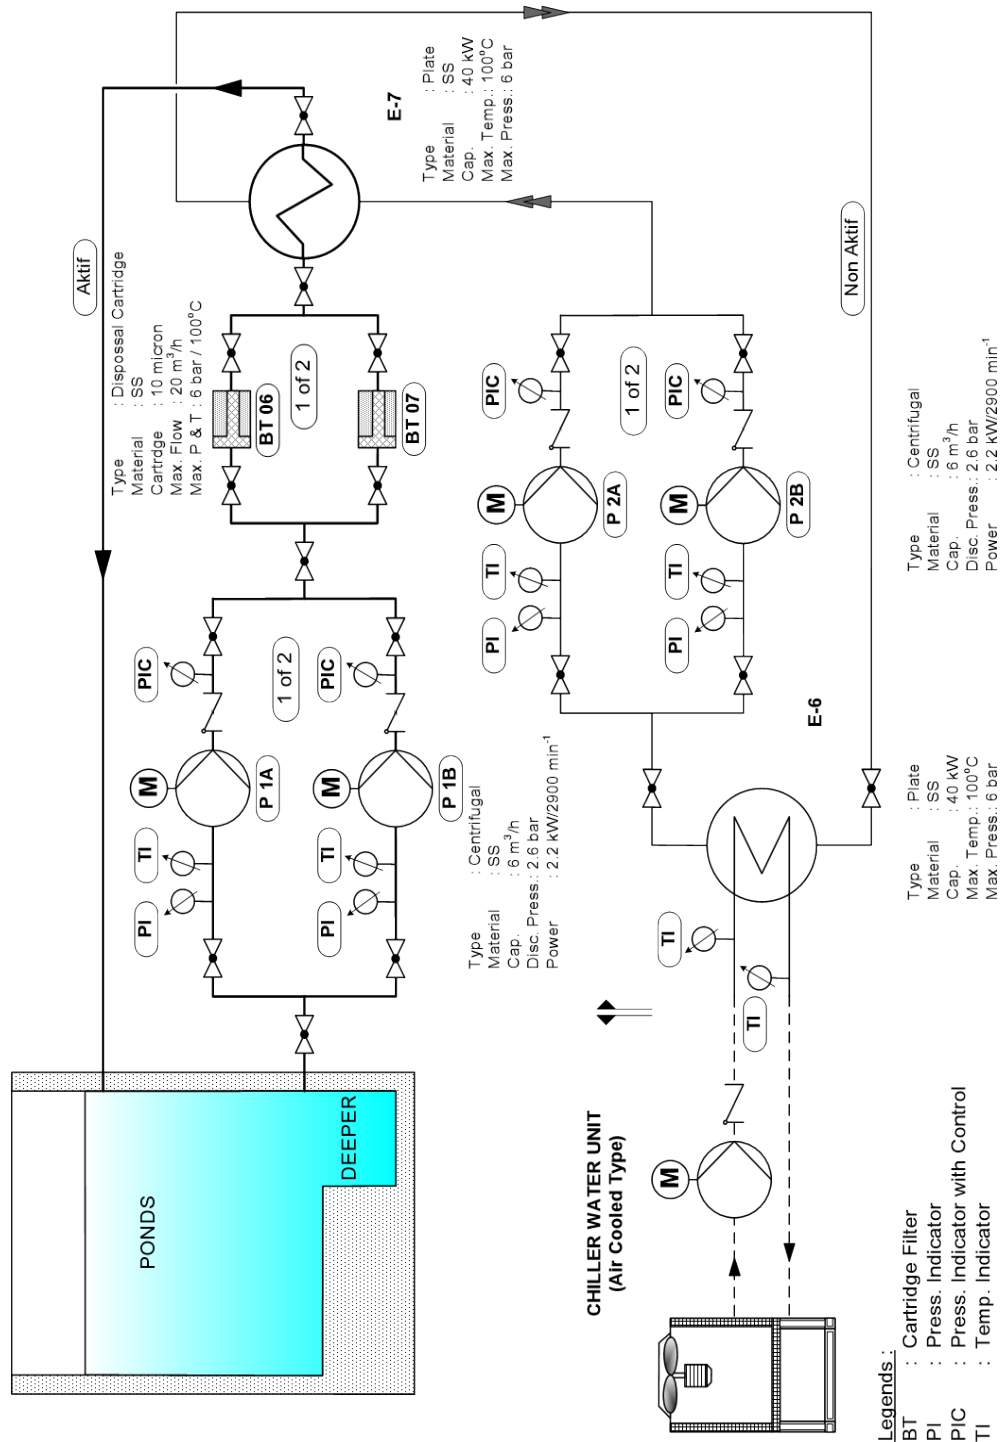 PONDS
DEEPER
Aktif
Type : Dispossal Cartridge
Material : SS
Cartrdge : 10 micron
Max. Flow : 20 m³/h
Max. P & T : 6 bar / 100°C
PI
TI
M
P 1A
PIC
1 of 2
PI
TI
M
P 1B
PIC
BT 06
1 of 2
BT 07
E-7
Type : Plate
Material : SS
Cap. : 40 kW
Max. Temp.: 100°C
Max. Press.: 6 bar
Type : Centrifugal
Material : SS
Cap. : 6 m³/h
Disc. Press.: 2.6 bar
Power : 2.2 kW/2900 min⁻¹
PI
TI
M
P 2A
PIC
1 of 2
PI
TI
M
P 2B
PIC
Non Aktif
CHILLER WATER UNIT
(Air Cooled Type)
M
TI
TI
E-6
Type : Plate
Material : SS
Cap. : 40 kW
Max. Temp.: 100°C
Max. Press.: 6 bar
Type : Centrifugal
Material : SS
Cap. : 6 m³/h
Disc. Press.: 2.6 bar
Power : 2.2 kW/2900 min⁻¹
Legends :
BT : Cartridge Filter
PI : Press. Indicator
PIC : Press. Indicator with Control
TI : Temp. Indicator